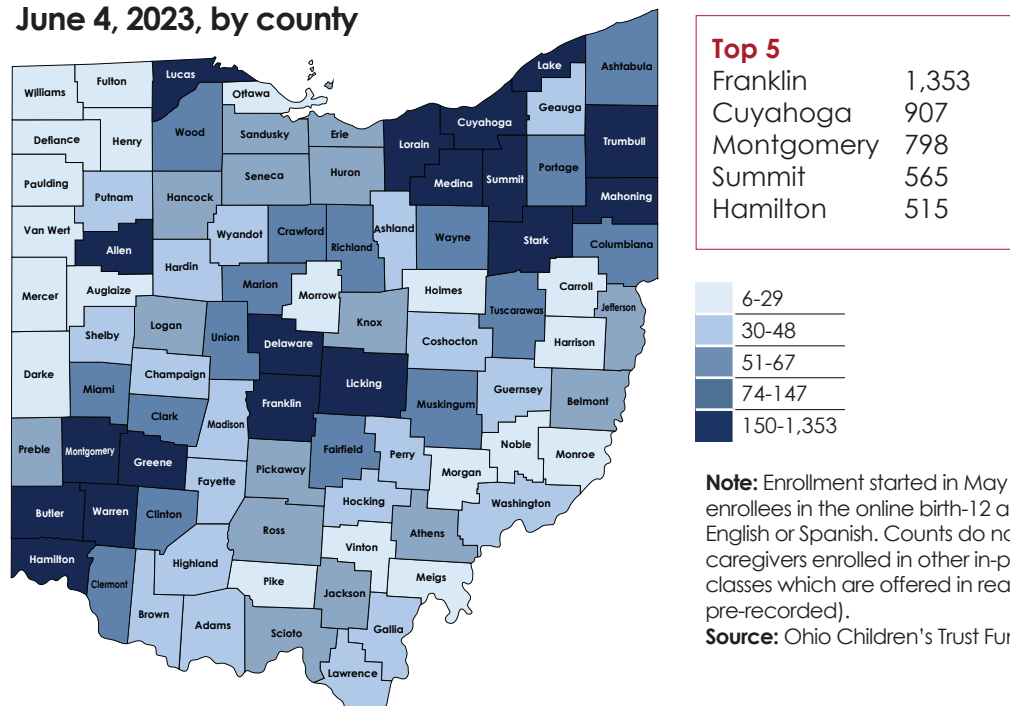 June 4, 2023, by county
Williams
Fulton
Lucas
Ottawa
Lake
Ashtabula
Geauga
Cuyahoga
Defiance
Henry
Wood
Sandusky
Erie
Lorain
Trumbull
Paulding
Putnam
Hancock
Seneca
Huron
Medina
Summit
Portage
Mahoning
Van Wert
Allen
Wyandot
Crawford
Richland
Ashland
Wayne
Stark
Columbiana
Hardin
Mercer
Auglaize
Marion
Morrow
Holmes
Carroll
Tuscarawas
Jefferson
Shelby
Logan
Union
Delaware
Knox
Coshocton
Harrison
Darke
Miami
Champaign
Licking
Guernsey
Belmont
Clark
Madison
Franklin
Muskingum
Preble
Montgomery
Greene
Fairfield
Perry
Noble
Monroe
Fayette
Pickaway
Morgan
Washington
Butler
Warren
Clinton
Hocking
Ross
Athens
Hamilton
Highland
Vinton
Clermont
Pike
Jackson
Meigs
Brown
Adams
Scioto
Gallia
Lawrence
Top 5
Franklin 1,353
Cuyahoga 907
Montgomery 798
Summit 565
Hamilton 515
6-29
30-48
51-67
74-147
150-1,353
Note: Enrollment started in May
enrollees in the online birth-12 a
English or Spanish. Counts do no
caregivers enrolled in other in-p
classes which are offered in rea
pre-recorded).
Source: Ohio Children's Trust Fu